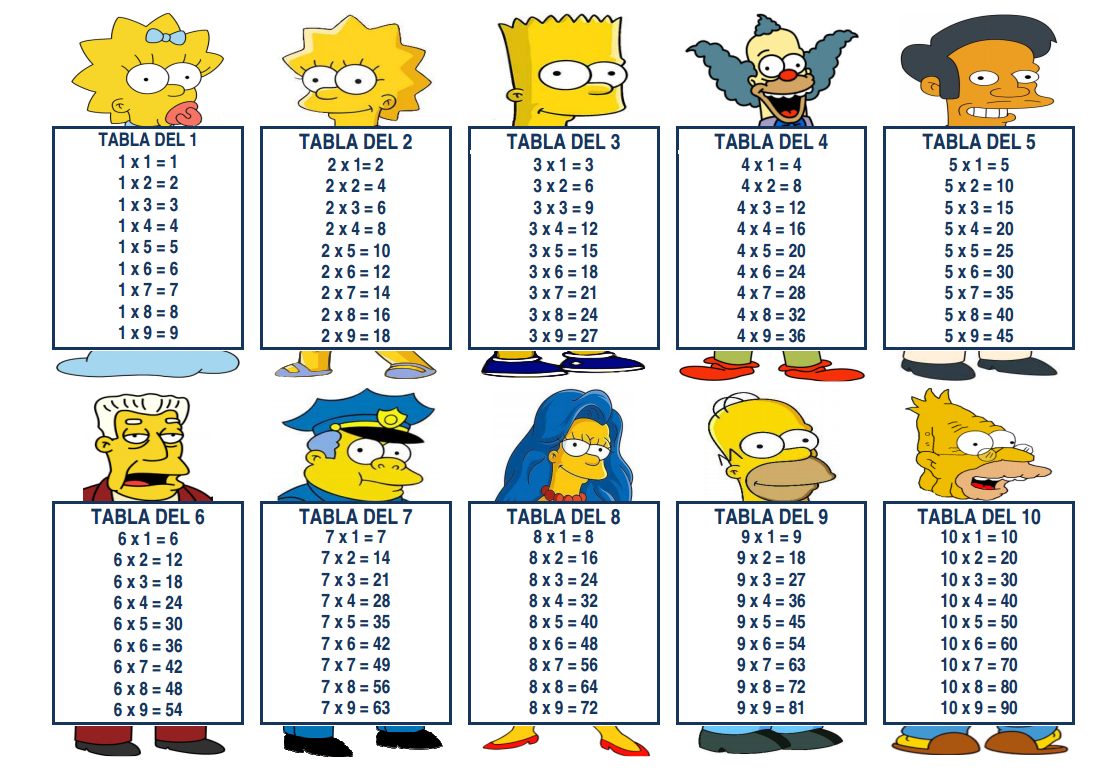 TABLA DEL 1
1 x 1 = 1
1 x 2 = 2
1 x 3 = 3
1 x 4 = 4
1 x 5 = 5
1 x 6 = 6
1 x 7 = 7
1 x 8 = 8
1 x 9 = 9
TABLA DEL 2
2 x 1= 2
2 x 2 = 4
2 x 3 = 6
2 x 4 = 8
2 x 5 = 10
2 x 6 = 12
2 x 7 = 14
2 x 8 = 16
2 x 9 = 18
TABLA DEL 3
3 x 1 = 3
3 x 2 = 6
3 x 3 = 9
3 x 4 = 12
3 x 5 = 15
3 x 6 = 18
3 x 7 = 21
3 x 8 = 24
3 x 9 = 27
TABLA DEL 4
4 x 1 = 4
4 x 2 = 8
4 x 3 = 12
4 x 4 = 16
4 x 5 = 20
4 x 6 = 24
4 x 7 = 28
4 x 8 = 32
4 x 9 = 36
TABLA DEL 5
5 x 1 = 5
5 x 2 = 10
5 x 3 = 15
5 x 4 = 20
5 x 5 = 25
5 x 6 = 30
5 x 7 = 35
5 x 8 = 40
5 x 9 = 45
TABLA DEL 6
6 x 1 = 6
6 x 2 = 12
6 x 3 = 18
6 x 4 = 24
6 x 5 = 30
6 x 6 = 36
6 x 7 = 42
6 x 8 = 48
6 x 9 = 54
TABLA DEL 7
7 x 1 = 7
7 x 2 = 14
7 x 3 = 21
7 x 4 = 28
7 x 5 = 35
7 x 6 = 42
7 x 7 = 49
7 x 8 = 56
7 x 9 = 63
TABLA DEL 8
8 x 1 = 8
8 x 2 = 16
8 x 3 = 24
8 x 4 = 32
8 x 5 = 40
8 x 6 = 48
8 x 7 = 56
8 x 8 = 64
8 x 9 = 72
TABLA DEL 9
9 x 1 = 9
9 x 2 = 18
9 x 3 = 27
9 x 4 = 36
9 x 5 = 45
9 x 6 = 54
9 x 7 = 63
9 x 8 = 72
9 x 9 = 81
TABLA DEL 10
10 x 1 = 10
10 x 2 = 20
10 x 3 = 30
10 x 4 = 40
10 x 5 = 50
10 x 6 = 60
10 x 7 = 70
10 x 8 = 80
10 x 9 = 90